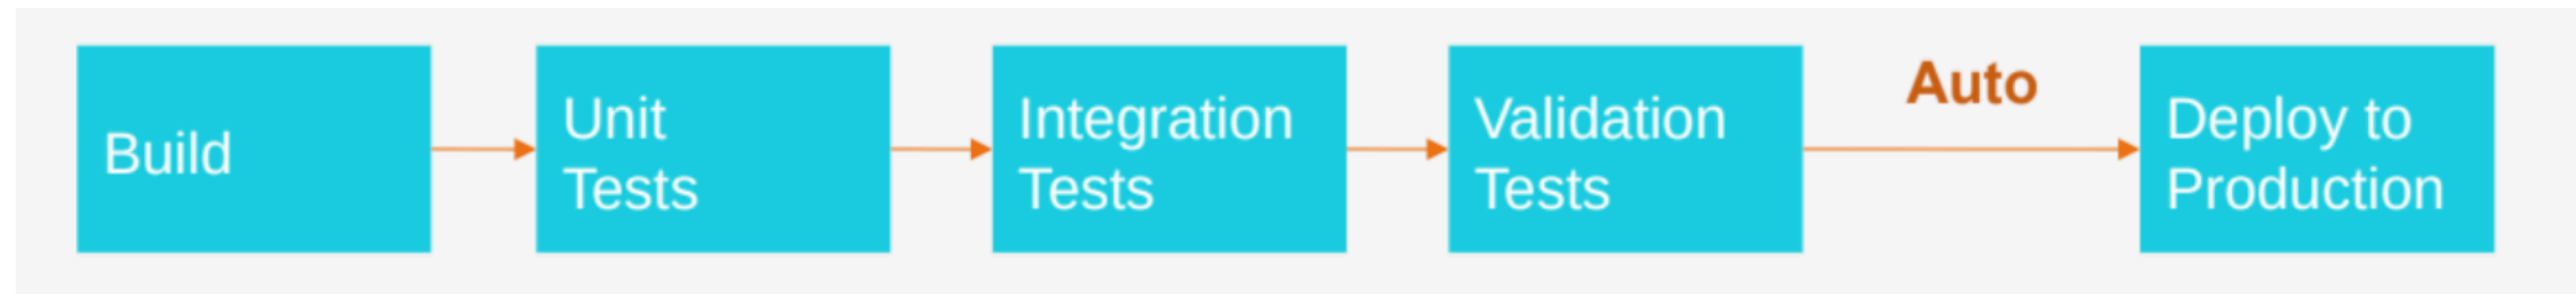 Build
Unit
Tests
Integration
Tests
Validation
Tests
Auto
Deploy to
Production